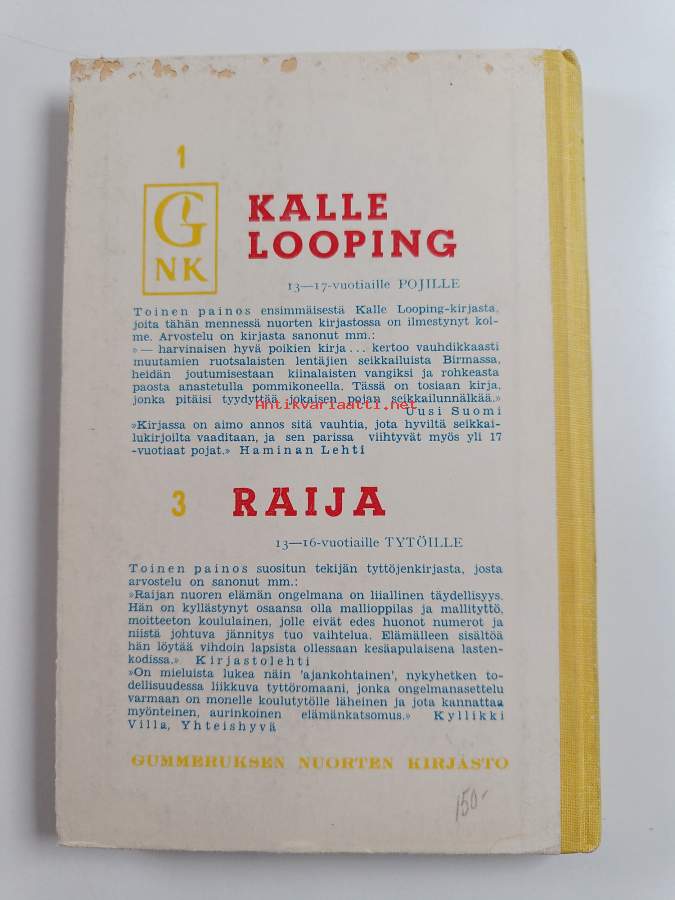 1
G
NK
KALLE
LOOPING
13—17-vuotiaille POJILLE
Toinen painos ensimmäisestä Kalle Looping-kirjasta,
joita tähän mennessä nuorten kirjastossa on ilmestynyt kol-
me. Arvostelu on kirjasta sanonut mm.:
»— harvinaisen hyvä poikien kirja... kertoo vauhdikkaasti
muutamien ruotsalaisten lentäjien seikkailuista Birmassa,
heidän joutumisestaan kiinalaisten vangiksi ja rohkeasta
paosta anastetulla pommikoneella. Tässä on tosiaan kirja,
jonka pitäisi tyydyttää jokaisen pojan seikkailunnälkää.»
Antikvariaatti.net
Uusi Suomi
»Kirjassa on aimo annos sitä vauhtia, jota hyviltä seikkai-
lukirjoilta vaaditaan, ja sen parissa viihtyvät myös yli 17
-vuotiaat pojat.» Haminan Lehti
3 RAIJA
13—16-vuotiaille TYTÖILLE
Toinen painos suositun tekijän tyttöjenkirjasta, josta
arvostelu on sanonut mm.:
»Raijan nuoren elämän ongelmana on liiallinen täydellisyys.
Hän on kyllästynyt osaansa olla mallioppilas ja mallityttö,
moitteeton koululainen, jolle eivät edes huonot numerot ja
niistä johtuva jännitys tuo vaihtelua. Elämälleen sisältöä
hän löytää vihdoin lapsista ollessaan kesäapulaisena lasten-
kodissa.» Kirjastolehti
»On mieluista lukea näin 'ajankohtainen', nykyhetken to-
dellisuudessa liikkuva tyttöromaani, jonka ongelmanasettelu
varmaan on monelle koulutytölle läheinen ja jota kannattaa
myönteinen, aurinkoinen elämänkatsomus.» Kyllikki
Villa, Yhteishyvä
GUMMERUKSEN NUORTEN KIRJASTO
150-